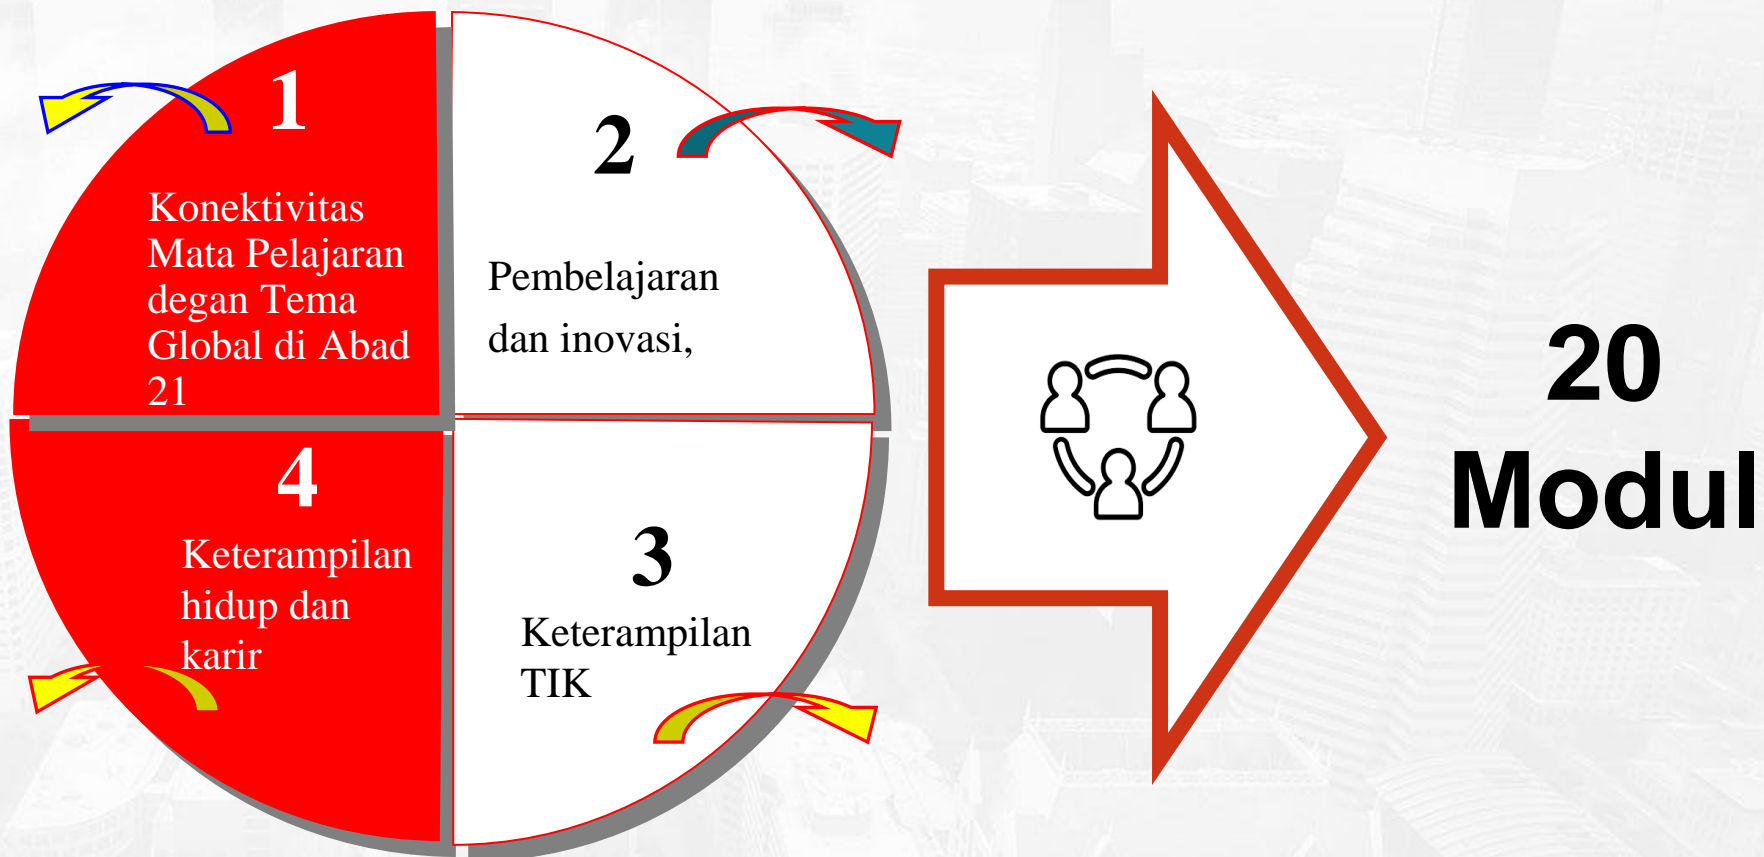 1
Konektivitas
Mata Pelajaran
degan Tema
Global di Abad
21
2
Pembelajaran
dan inovasi,
3
Keterampilan
TIK
4
Keterampilan
hidup dan
karir
20
Modul